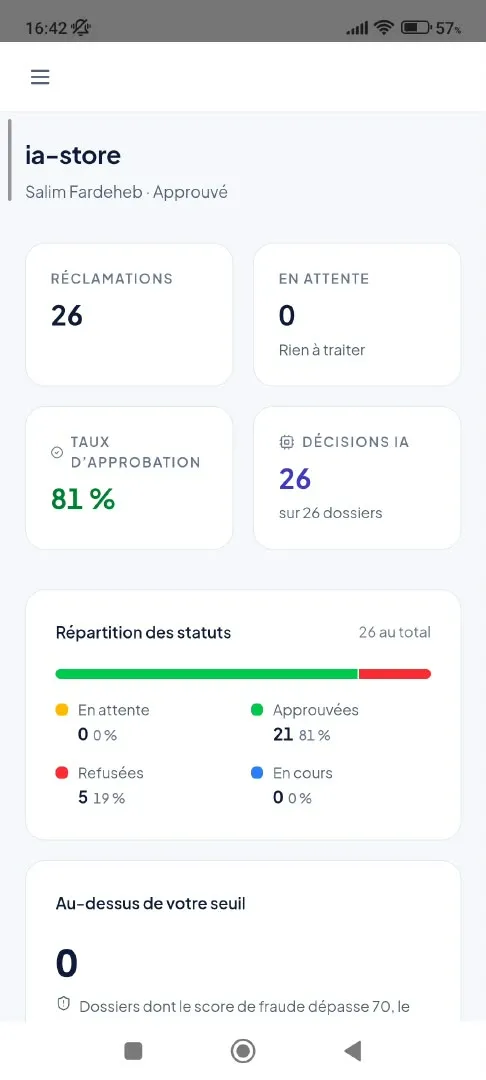 16:42 57%
ia-store
Salim Fardeheb · Approuvé
RÉCLAMATIONS
26
EN ATTENTE
0
Rien à traiter
TAUX
D'APPROBATION
81 %
DÉCISIONS IA
26
sur 26 dossiers
Répartition des statuts 26 au total
En attente
0 0 %
Approuvées
21 81 %
Refusées
5 19 %
En cours
0 0 %
Au-dessus de votre seuil
0
Dossiers dont le score de fraude dépasse 70, le